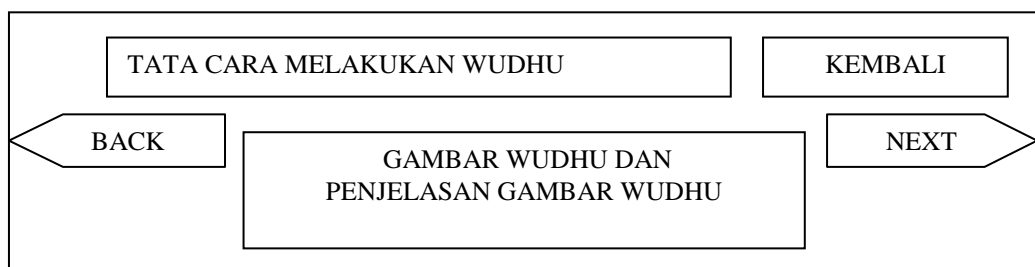 TATA CARA MELAKUKAN WUDHU
KEMBALI
BACK
NEXT
GAMBAR WUDHU DAN
PENJELASAN GAMBAR WUDHU